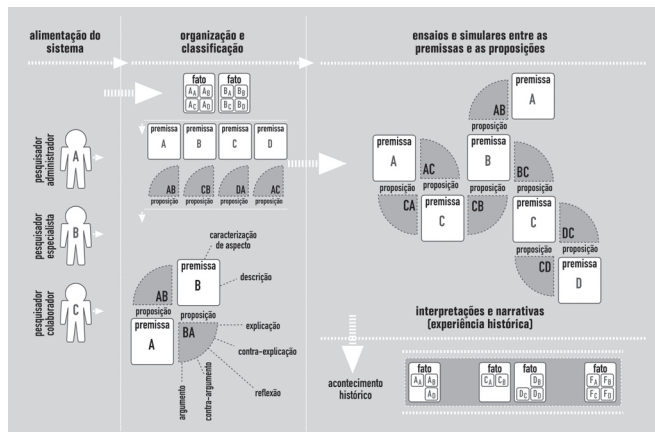 alimentação do
sistema
organização e
classificação
ensaios e simulares entre as
premissas e as proposições
fato
AA AB
AC AD
fato
BA BB
BC BD
pesquisador
administrador
A
pesquisador
especialista
B
pesquisador
colaborador
C
premissa
A
premissa
B
premissa
C
premissa
D
AB
proposição
CB
proposição
DA
proposição
AC
proposição
caracterização
de aspecto
premissa
B
descrição
AB
proposição
proposição
premissa
A
BA
explicação
contra-explicação
reflexão
argumento
contra-argumento
premissa
A
AB
proposição
premissa
A
AC
proposição
premissa
B
BC
proposição
proposição
CA
premissa
C
proposição
CB
premissa
C
DC
proposição
proposição
CD
premissa
D
interpretações e narrativas
(experiência histórica)
acontecimento
histórico
fato
AA AB
AD
fato
CA CB
fato
DB
DC DD
fato
FA FB
FC FD